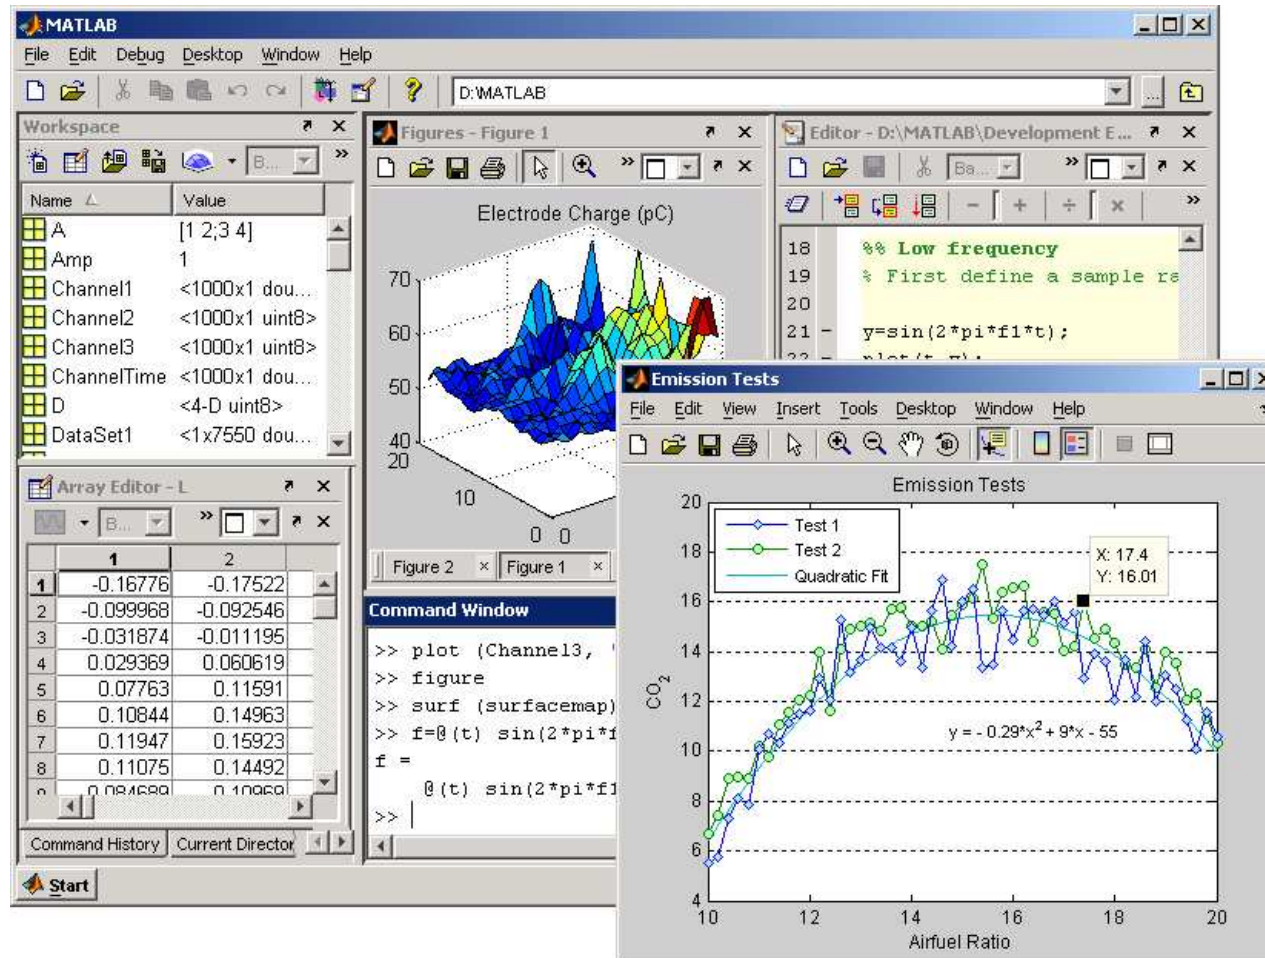 MATLAB
File Edit Debug Desktop Window Help
D:\MATLAB ...
Workspace
B...
Name Value
A [1 2;3 4]
Amp 1
Channel1 <1000x1 dou...
Channel2 <1000x1 uint8>
Channel3 <1000x1 uint8>
ChannelTime <1000x1 dou...
D <4-D uint8>
DataSet1 <1x7550 dou...
Array Editor - L
B...
1 2
1 -0.16776 -0.17522
2 -0.099968 -0.092546
3 -0.031874 -0.011195
4 0.029369 0.060619
5 0.07763 0.11591
6 0.10844 0.14963
7 0.11947 0.15923
8 0.11075 0.14492
0.084689 0.10969
Command History Current Director
Start
Figures - Figure 1
Electrode Charge (pC)
70
60
50
40
20
10
0 0
Figure 2 × Figure 1 ×
Command Window
>> plot (Channel3, '
>> figure
>> surf (surfacemap)
>> f=@(t) sin(2*pi*f
f =
@(t) sin(2*pi*f1
>>
Editor - D:\MATLAB\Development E...
Ba...
18 %% Low frequency
19 % First define a sample ra
20
21 - y=sin(2*pi*f1*t);
22 - plot(t,y);
Emission Tests
File Edit View Insert Tools Desktop Window Help
Emission Tests
Test 1
Test 2
Quadratic Fit
X: 17.4
Y: 16.01
y = - 0.29*x² + 9*x - 55
CO₂
20
18
16
14
12
10
8
6
4
10 12 14 16 18 20
Airfuel Ratio